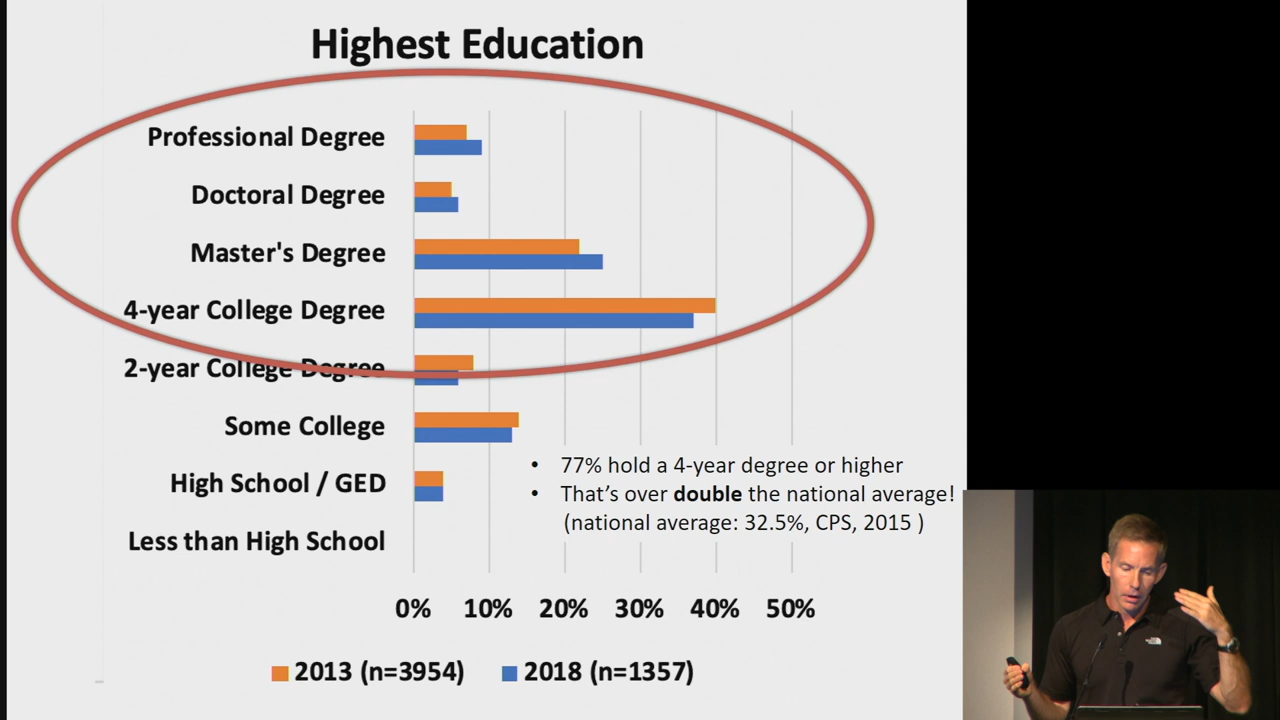 Highest Education
Professional Degree
Doctoral Degree
Master's Degree
4-year College Degree
2-year College Degree
Some College
High School / GED
Less than High School
• 77% hold a 4-year degree or higher
• That's over double the national average!
(national average: 32.5%, CPS, 2015 )
0% 10% 20% 30% 40% 50%
2013 (n=3954) 2018 (n=1357)